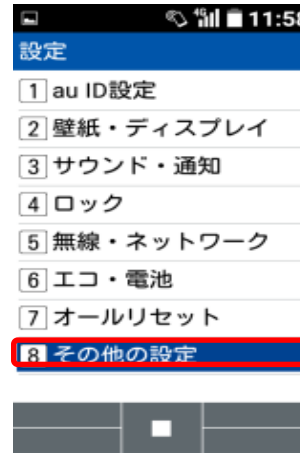 4G 11:58
設定
1 au ID設定
2 壁紙・ディスプレイ
3 サウンド・通知
4 ロック
5 無線・ネットワーク
6 エコ・電池
7 オールリセット
8 その他の設定